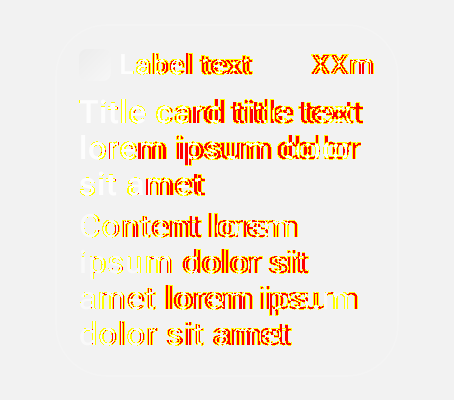 Label text XXm
Title card title text
lorem ipsum dolor
sit amet
Content lorem
ipsum dolor sit
amet lorem ipsum
dolor sit amet